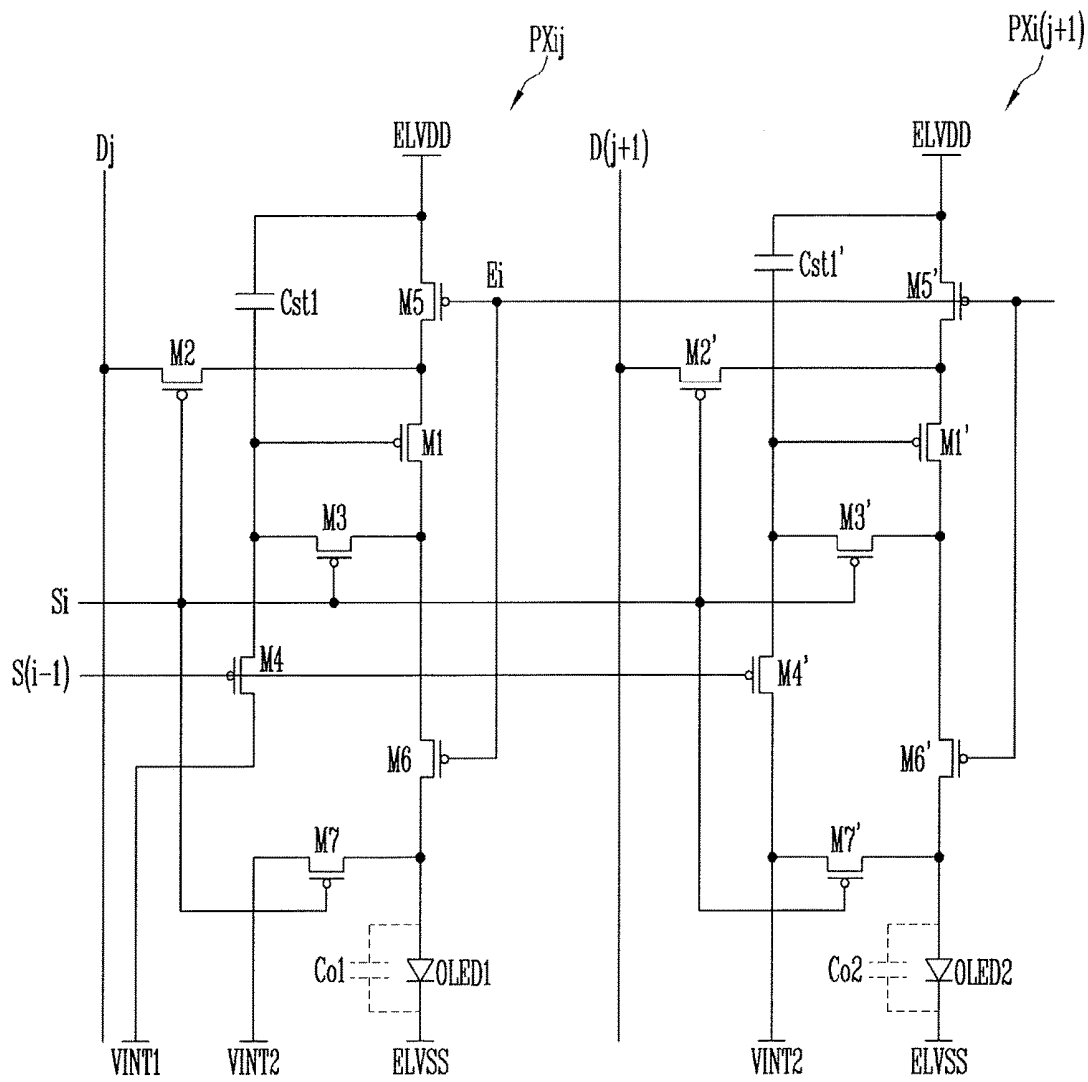 PXij
PXi(j+1)
ELVDD
ELVDD
Dj
D(j+1)
Cst1
M5
Ei
Cst1'
M5'
M2
M2'
M1
M1'
M3
M3'
Si
S(i-1)
M4
M4'
M6
M6'
M7
M7'
Co1
OLED1
Co2
OLED2
VINT1
VINT2
ELVSS
VINT2
ELVSS